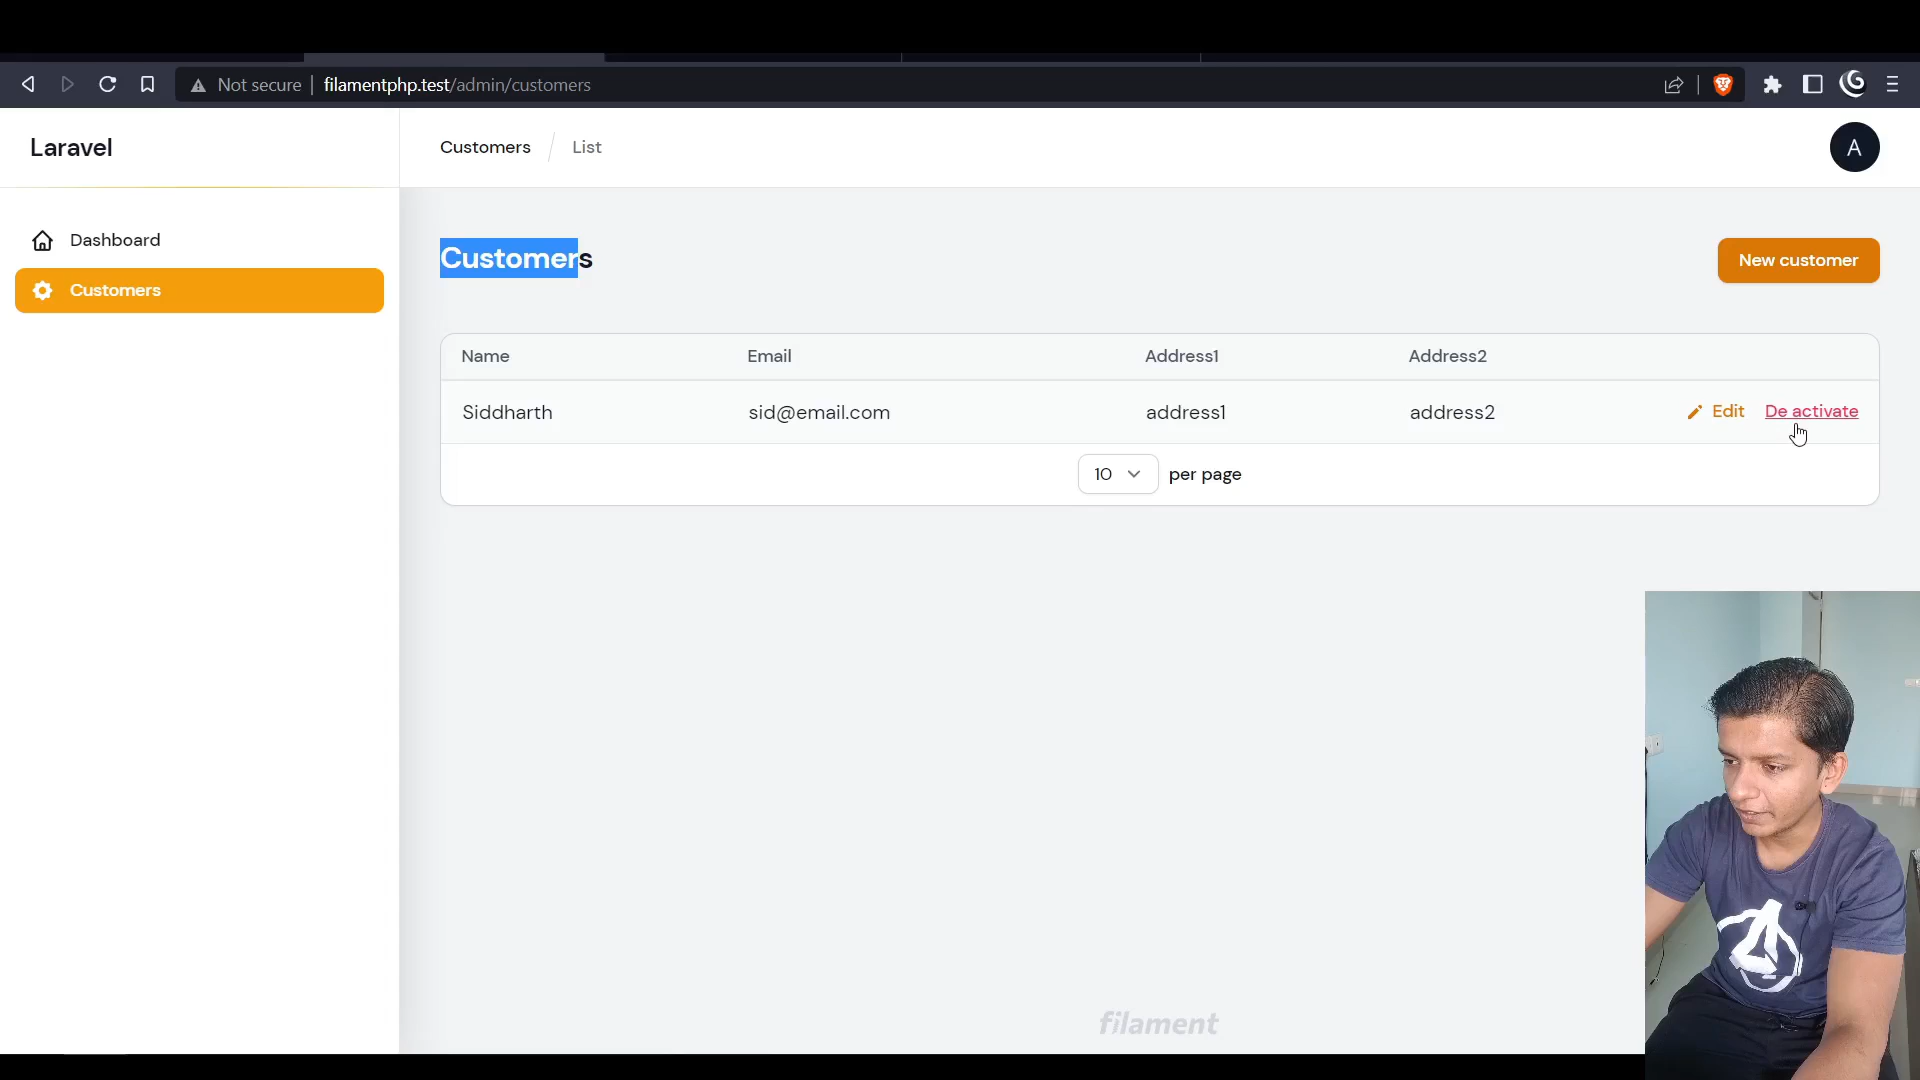 Not secure | filamentphp.test/admin/customers
Laravel
Customers / List
A
Dashboard
Customers
Customers
New customer
Name Email Address1 Address2
Siddharth sid@email.com address1 address2 Edit De activate
10 per page
filament